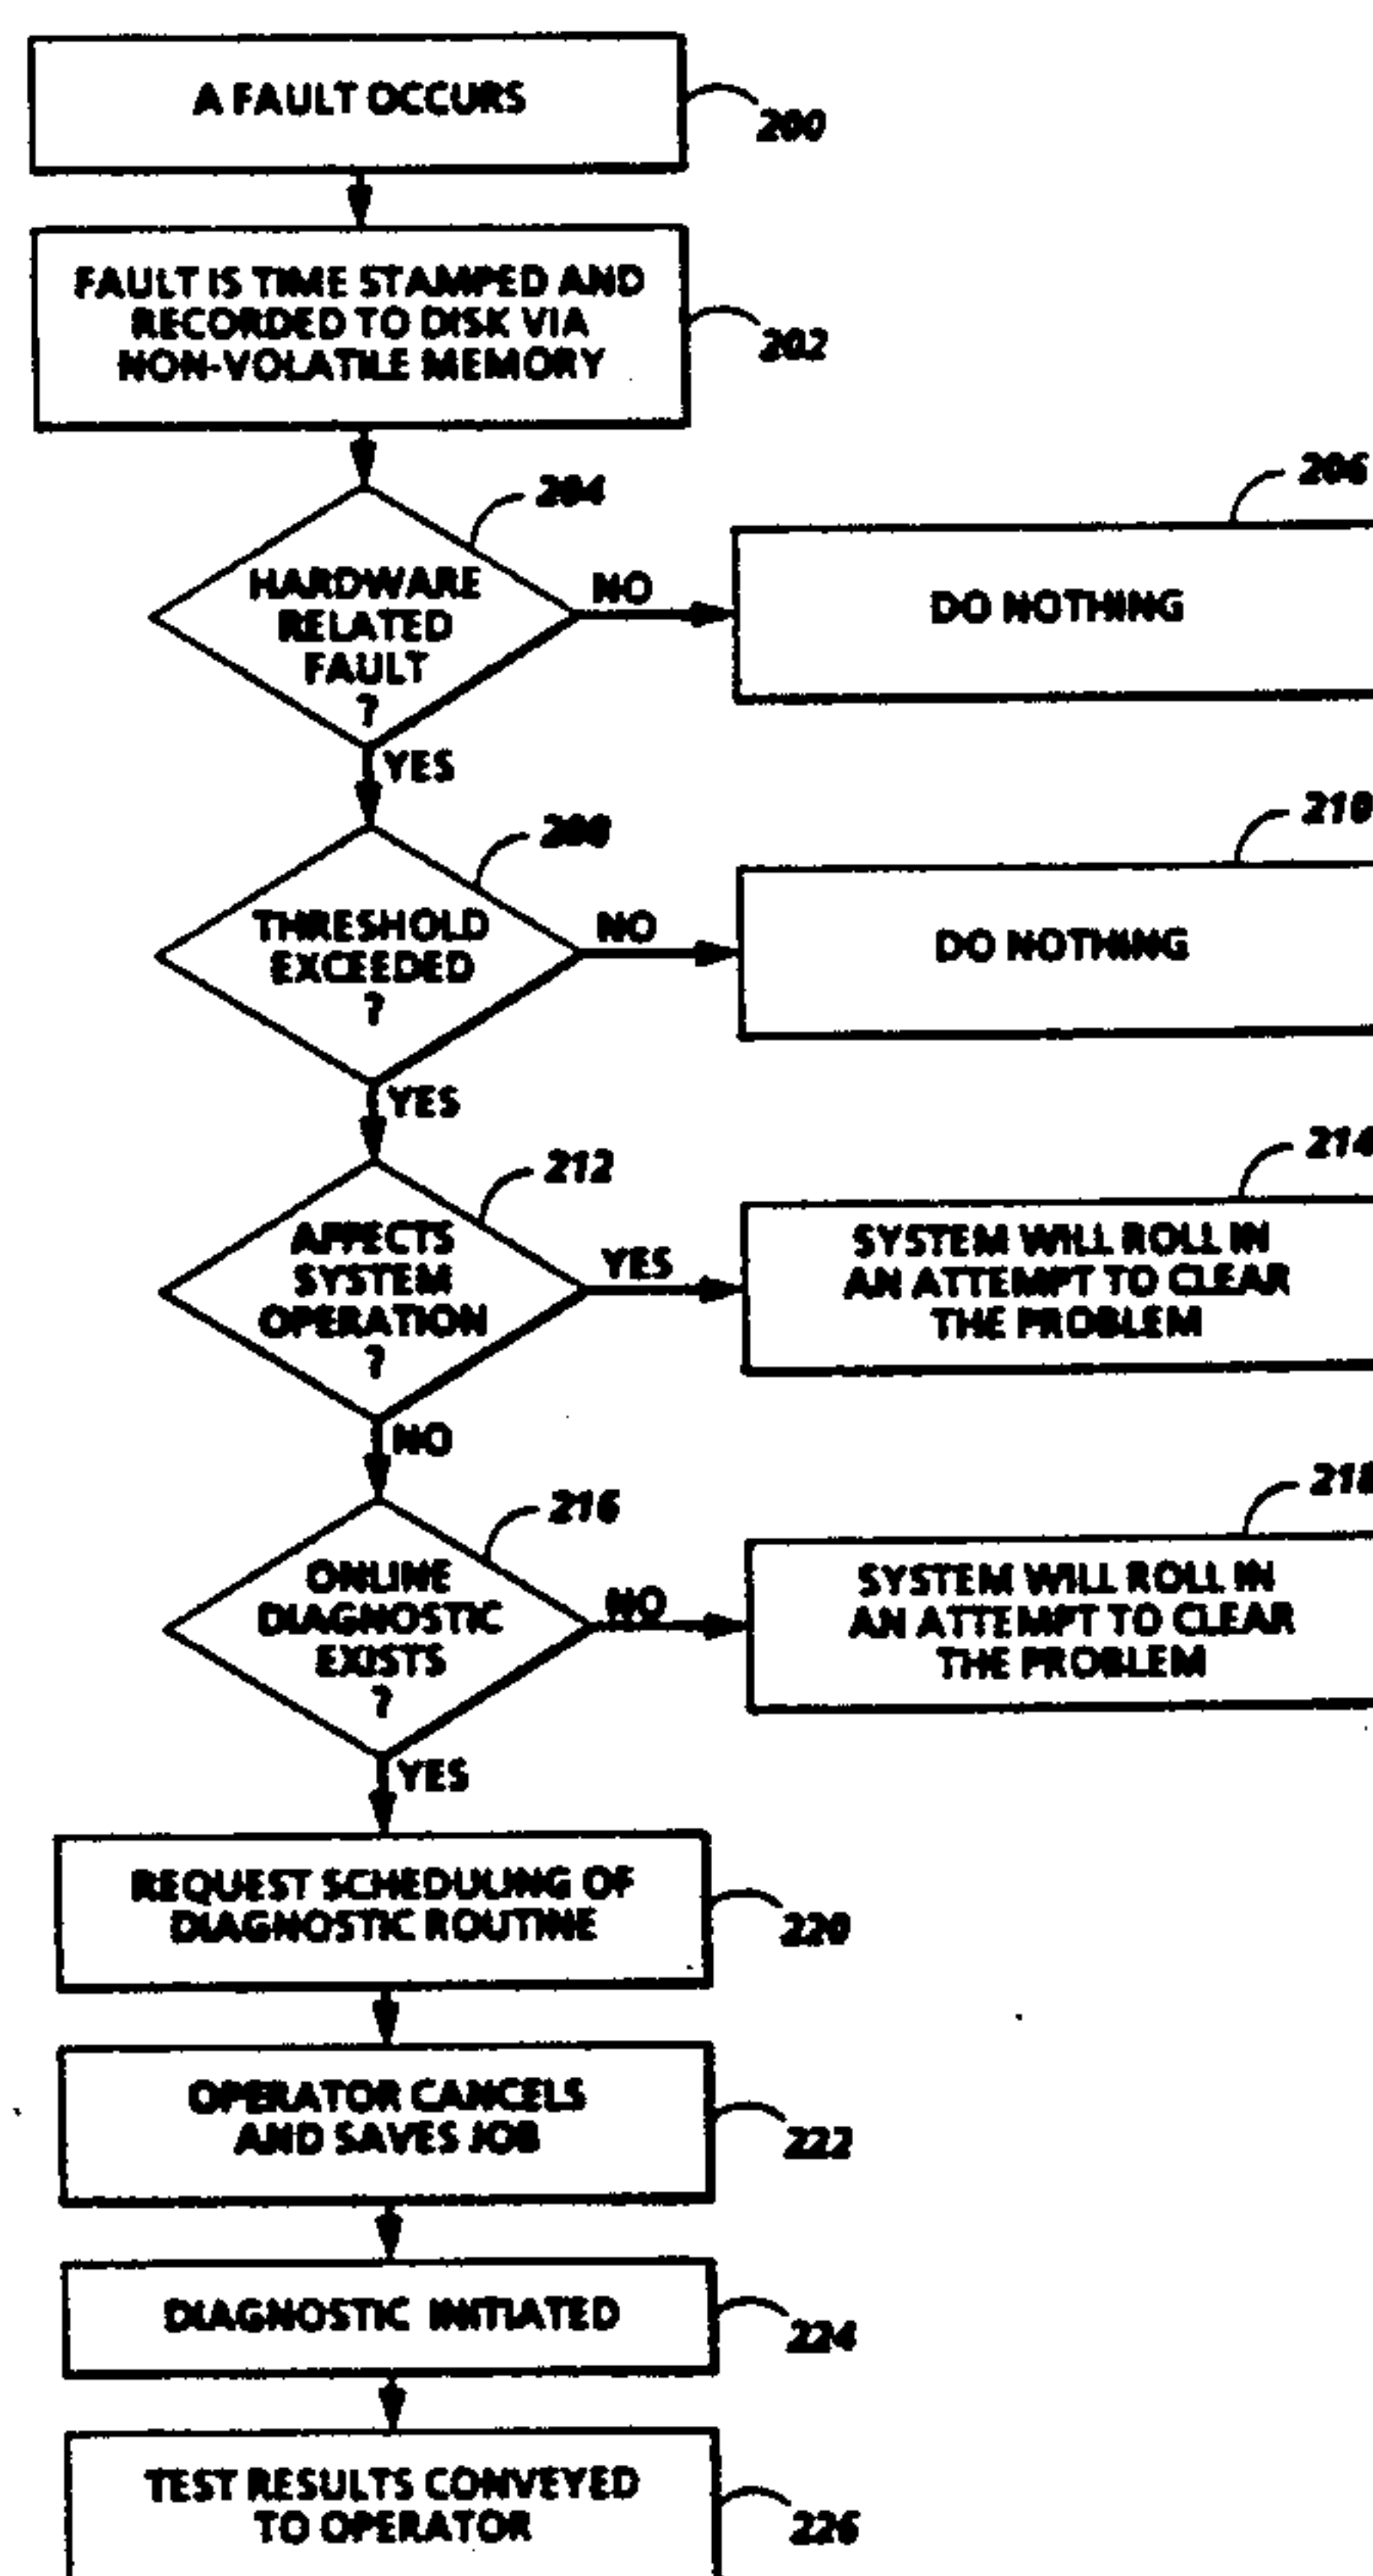 A FAULT OCCURS
200
FAULT IS TIME STAMPED AND
RECORDED TO DISK VIA
NON-VOLATILE MEMORY
202
204
HARDWARE
RELATED
FAULT
?
NO
206
DO NOTHING
YES
208
THRESHOLD
EXCEEDED
?
NO
210
DO NOTHING
YES
212
AFFECTS
SYSTEM
OPERATION
?
YES
214
SYSTEM WILL ROLL IN
AN ATTEMPT TO CLEAR
THE PROBLEM
NO
216
ONLINE
DIAGNOSTIC
EXISTS
?
NO
218
SYSTEM WILL ROLL IN
AN ATTEMPT TO CLEAR
THE PROBLEM
YES
REQUEST SCHEDULING OF
DIAGNOSTIC ROUTINE
220
OPERATOR CANCELS
AND SAVES JOB
222
DIAGNOSTIC INITIATED
224
TEST RESULTS CONVEYED
TO OPERATOR
226